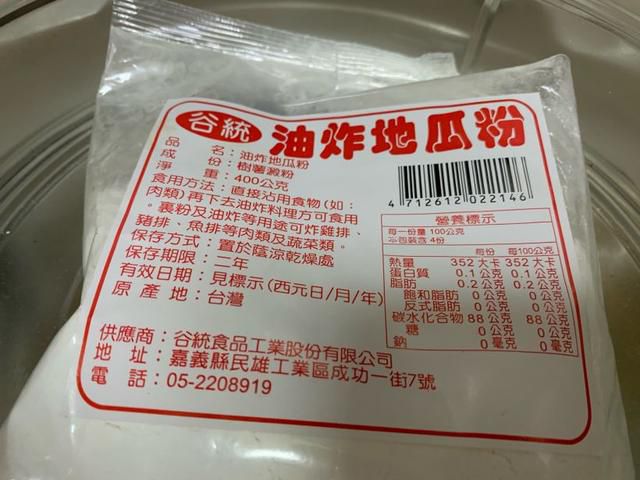 谷統 油炸地瓜粉
品名：油炸地瓜粉
成份：樹薯澱粉
淨重：400公克
食用方法：直接沾用食物(如：
肉類)再下去油炸料理方可食用
。裹粉及油炸等用途可炸雞排、
豬排、魚排等肉類及蔬菜類。
保存方式：置於蔭涼乾燥處
保存期限：二年
有效日期：見標示(西元日/月/年)
原產地：台灣
供應商：谷統食品工業股份有限公司
地址：嘉義縣民雄工業區成功一街7號
電話：05-2208919
4 712612 022146
營養標示
每一份量 100公克
本包裝含 4份
每份 每100公克
熱量 352 大卡 352 大卡
蛋白質 0.1 公克 0.1 公克
脂肪 0.2 公克 0.2 公克
飽和脂肪 0 公克 0 公克
反式脂肪 0 公克 0 公克
碳水化合物 88 公克 88 公克
糖 0 公克 0 公克
鈉 0 毫克 0 毫克